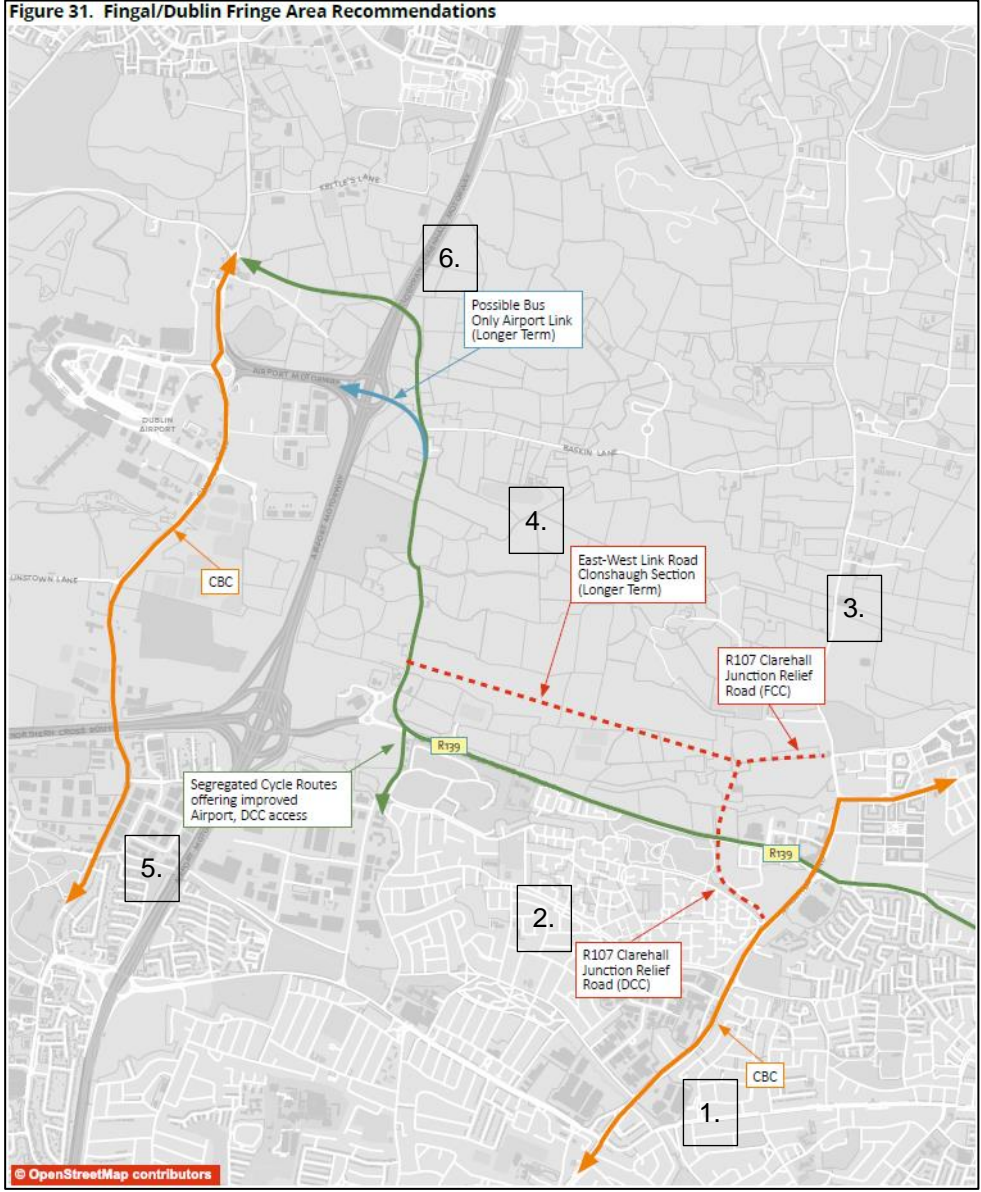 Figure 31. Fingal/Dublin Fringe Area Recommendations
KETTLE'S LANE
6.
Possible Bus
Only Airport Link
(Longer Term)
AIRPORT MOTORWAY
DUBLIN
AIRPORT
BASKIN LANE
4.
CBC
AIRPORT MOTORWAY
East-West Link Road
Clonshaugh Section
(Longer Term)
3.
R107 Clarehall
Junction Relief
Road (FCC)
R139
Segregated Cycle Routes
offering improved
Airport, DCC access
R139
5.
2.
R107 Clarehall
Junction Relief
Road (DCC)
CBC
1.
© OpenStreetMap contributors